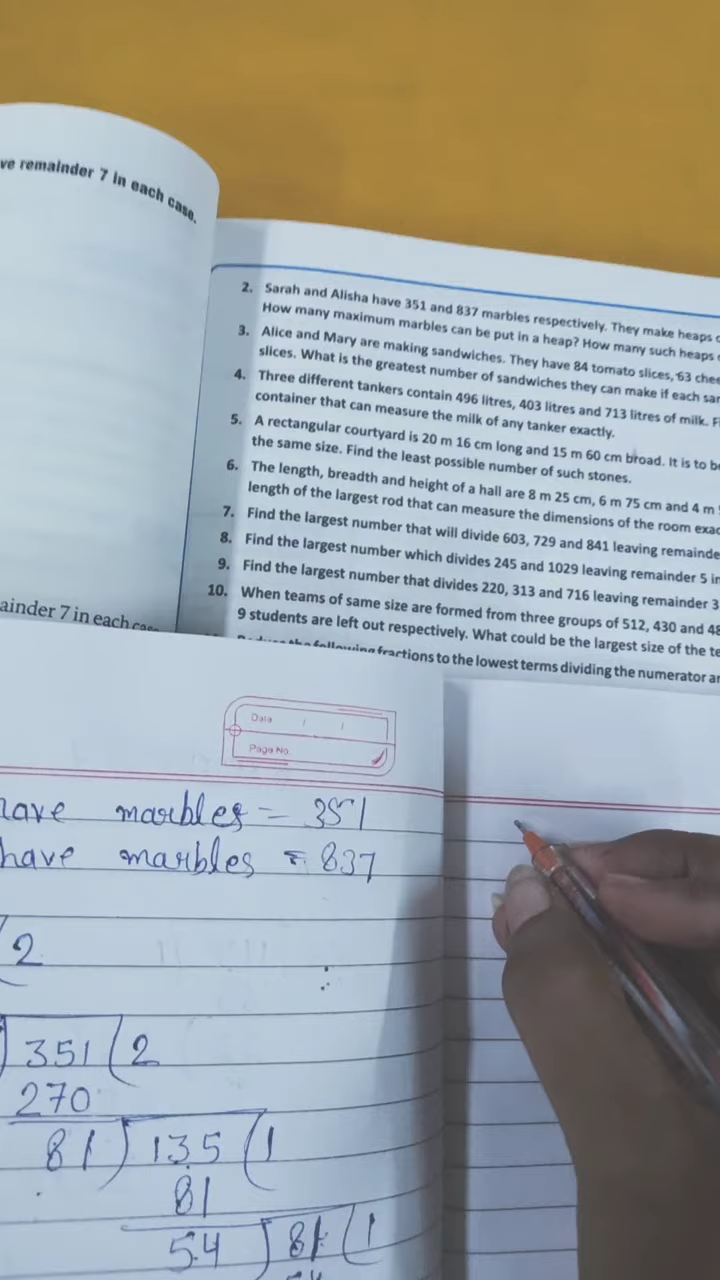 ve remainder 7 in each case.
2. Sarah and Alisha have 351 and 837 marbles respectively. They make heaps
How many maximum marbles can be put in a heap? How many such heaps
3. Alice and Mary are making sandwiches. They have 84 tomato slices, 63 chee
slices. What is the greatest number of sandwiches they can make if each sa
4. Three different tankers contain 496 litres, 403 litres and 713 litres of milk. F
container that can measure the milk of any tanker exactly.
5. A rectangular courtyard is 20 m 16 cm long and 15 m 60 cm broad. It is to be
the same size. Find the least possible number of such stones.
6. The length, breadth and height of a hall are 8 m 25 cm, 6 m 75 cm and 4 m
length of the largest rod that can measure the dimensions of the room exac
7. Find the largest number that will divide 603, 729 and 841 leaving remainde
8. Find the largest number which divides 245 and 1029 leaving remainder 5 in
9. Find the largest number that divides 220, 313 and 716 leaving remainder 3
10. When teams of same size are formed from three groups of 512, 430 and 48
9 students are left out respectively. What could be the largest size of the te
the following fractions to the lowest terms dividing the numerator a
ainder 7 in each case
Date / /
Page No.
have marbles = 351
have marbles = 837
(2
) 351 (2
270
81 ) 135 (1
81
54 ) 81 (1
54